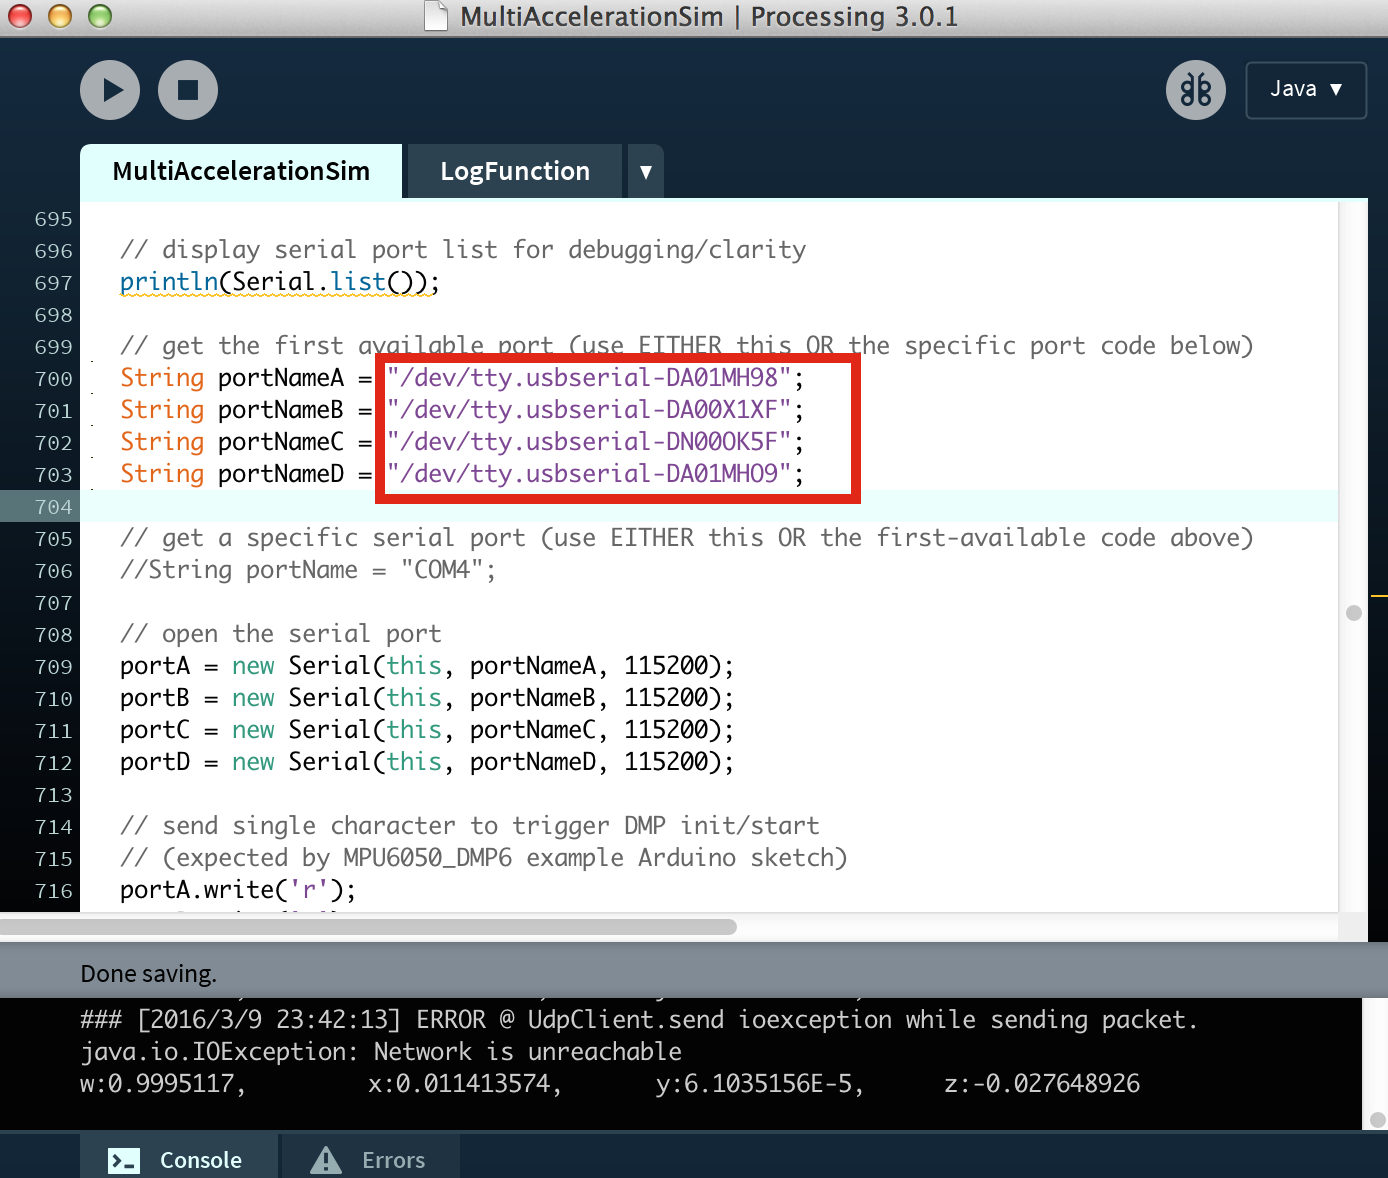 MultiAccelerationSim | Processing 3.0.1
Java ▼
MultiAccelerationSim
LogFunction
▼
695
696 // display serial port list for debugging/clarity
697 println(Serial.list());
698
699 // get the first available port (use EITHER this OR the specific port code below)
700 String portNameA = "/dev/tty.usbserial-DA01MH98";
701 String portNameB = "/dev/tty.usbserial-DA00X1XF";
702 String portNameC = "/dev/tty.usbserial-DN00OK5F";
703 String portNameD = "/dev/tty.usbserial-DA01MHO9";
704
705 // get a specific serial port (use EITHER this OR the first-available code above)
706 //String portName = "COM4";
707
708 // open the serial port
709 portA = new Serial(this, portNameA, 115200);
710 portB = new Serial(this, portNameB, 115200);
711 portC = new Serial(this, portNameC, 115200);
712 portD = new Serial(this, portNameD, 115200);
713
714 // send single character to trigger DMP init/start
715 // (expected by MPU6050_DMP6 example Arduino sketch)
716 portA.write('r');
Done saving.
### [2016/3/9 23:42:13] ERROR @ UdpClient.send ioexception while sending packet.
java.io.IOException: Network is unreachable
w:0.9995117, x:0.011413574, y:6.1035156E-5, z:-0.027648926
Console
Errors